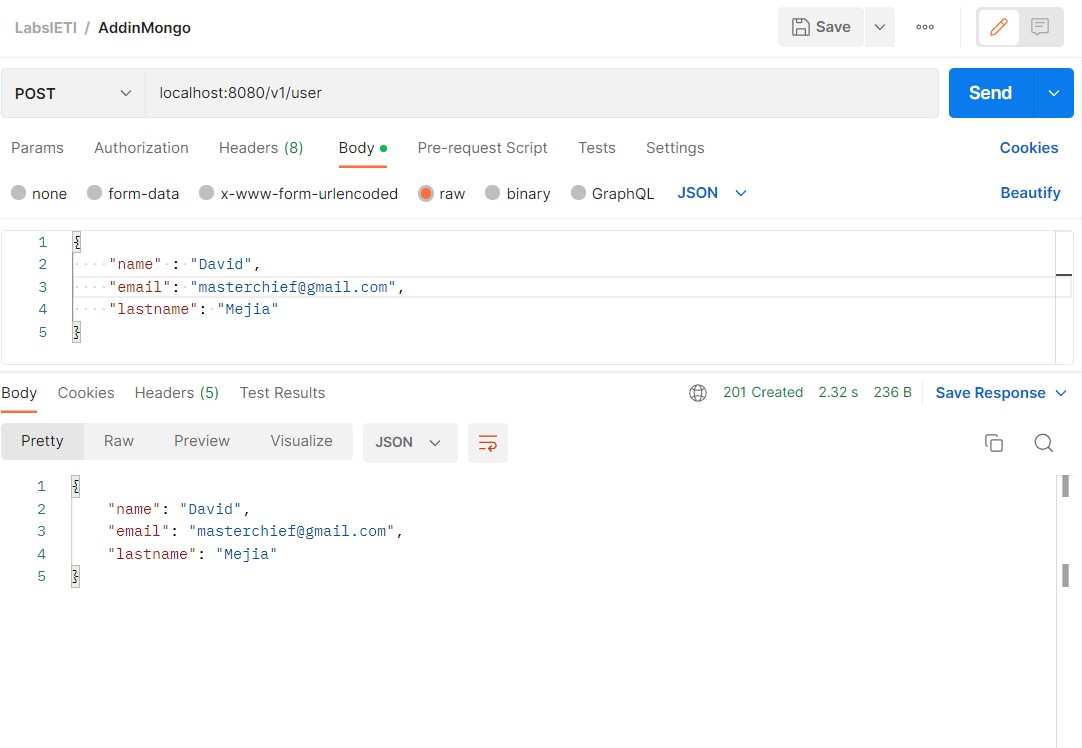 LabsIETI / AddinMongo Save
POST localhost:8080/v1/user Send
Params Authorization Headers (8) Body Pre-request Script Tests Settings Cookies
none form-data x-www-form-urlencoded raw binary GraphQL JSON Beautify
1 {
2 "name" : "David",
3 "email": "masterchief@gmail.com",
4 "lastname": "Mejia"
5 }
Body Cookies Headers (5) Test Results 201 Created 2.32 s 236 B Save Response
Pretty Raw Preview Visualize JSON
1 {
2 "name": "David",
3 "email": "masterchief@gmail.com",
4 "lastname": "Mejia"
5 }